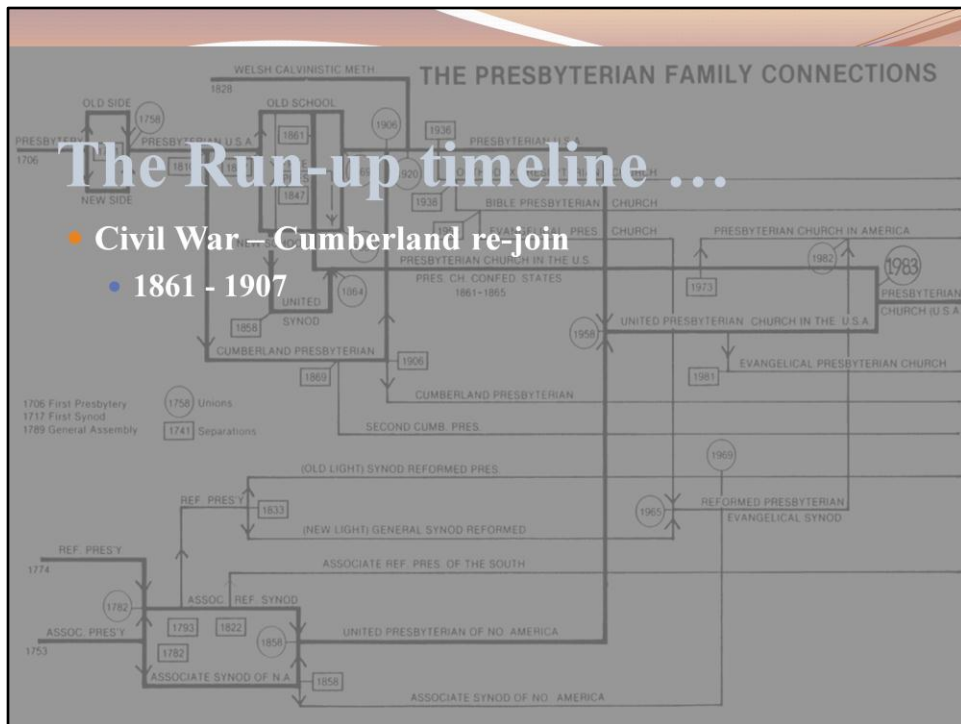 WELSH CALVINISTIC METH
1828
THE PRESBYTERIAN FAMILY CONNECTIONS
OLD SIDE
1758
OLD SCHOOL
1861
1906
1936
PRESBYTERY
1706
PRESBYTERIAN U.S.A.
PRESBYTERIAN U.S.A.
The Run-up timeline …
1920
NEW SIDE
1847
1936
PRESBYTERIAN CHURCH
BIBLE PRESBYTERIAN CHURCH
• Civil War – Cumberland re-join
EVANGELICAL PRES. CHURCH
PRESBYTERIAN CHURCH IN AMERICA
1982
1983
PRESBYTERIAN CHURCH IN THE U.S.
• 1861 - 1907
1864
PRES. CH. CONFED. STATES
1861-1865
1973
PRESBYTERIAN
CHURCH (U.S.A.
UNITED
SYNOD
1858
1958
UNITED PRESBYTERIAN CHURCH IN THE U.S.A.
CUMBERLAND PRESBYTERIAN
1906
1869
1981
EVANGELICAL PRESBYTERIAN CHURCH
CUMBERLAND PRESBYTERIAN
1706 First Presbytery
1717 First Synod
1789 General Assembly
1758 Unions
1741 Separations
SECOND CUMB. PRES.
1969
(OLD LIGHT) SYNOD REFORMED PRES.
REF. PRES'Y
1833
1965
REFORMED PRESBYTERIAN
EVANGELICAL SYNOD
(NEW LIGHT) GENERAL SYNOD REFORMED
REF. PRES'Y
1774
ASSOCIATE REF. PRES. OF THE SOUTH
1782
ASSOC. REF. SYNOD
1793
1822
1858
ASSOC. PRES'Y
1753
1782
UNITED PRESBYTERIAN OF NO. AMERICA
ASSOCIATE SYNOD OF N.A.
1858
ASSOCIATE SYNOD OF NO. AMERICA